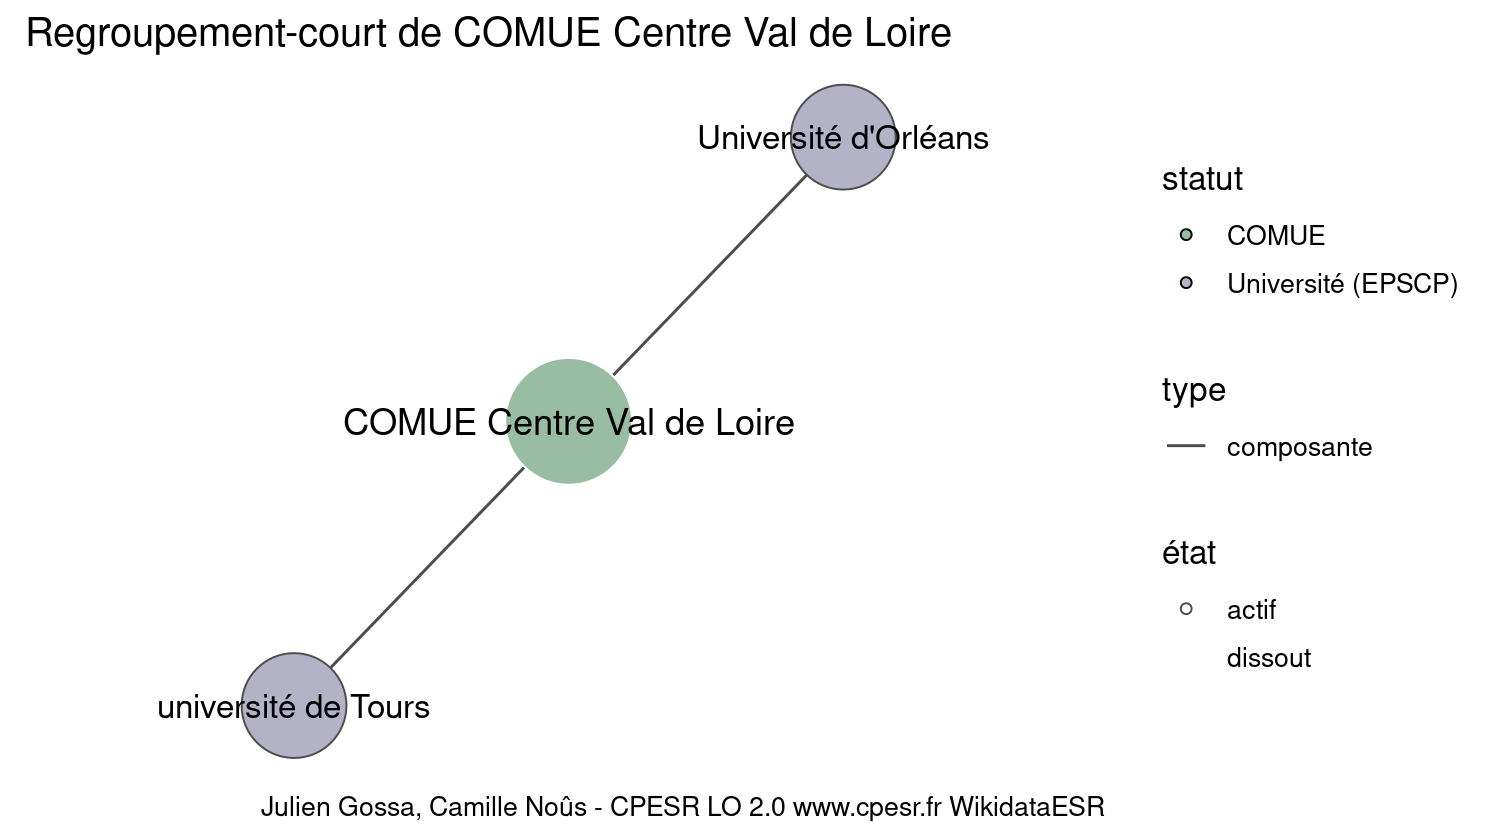 Regroupement-court de COMUE Centre Val de Loire
Université d'Orléans
COMUE Centre Val de Loire
université de Tours
statut
COMUE
Université (EPSCP)
type
composante
état
actif
dissout
Julien Gossa, Camille Noûs - CPESR LO 2.0 www.cpesr.fr WikidataESR